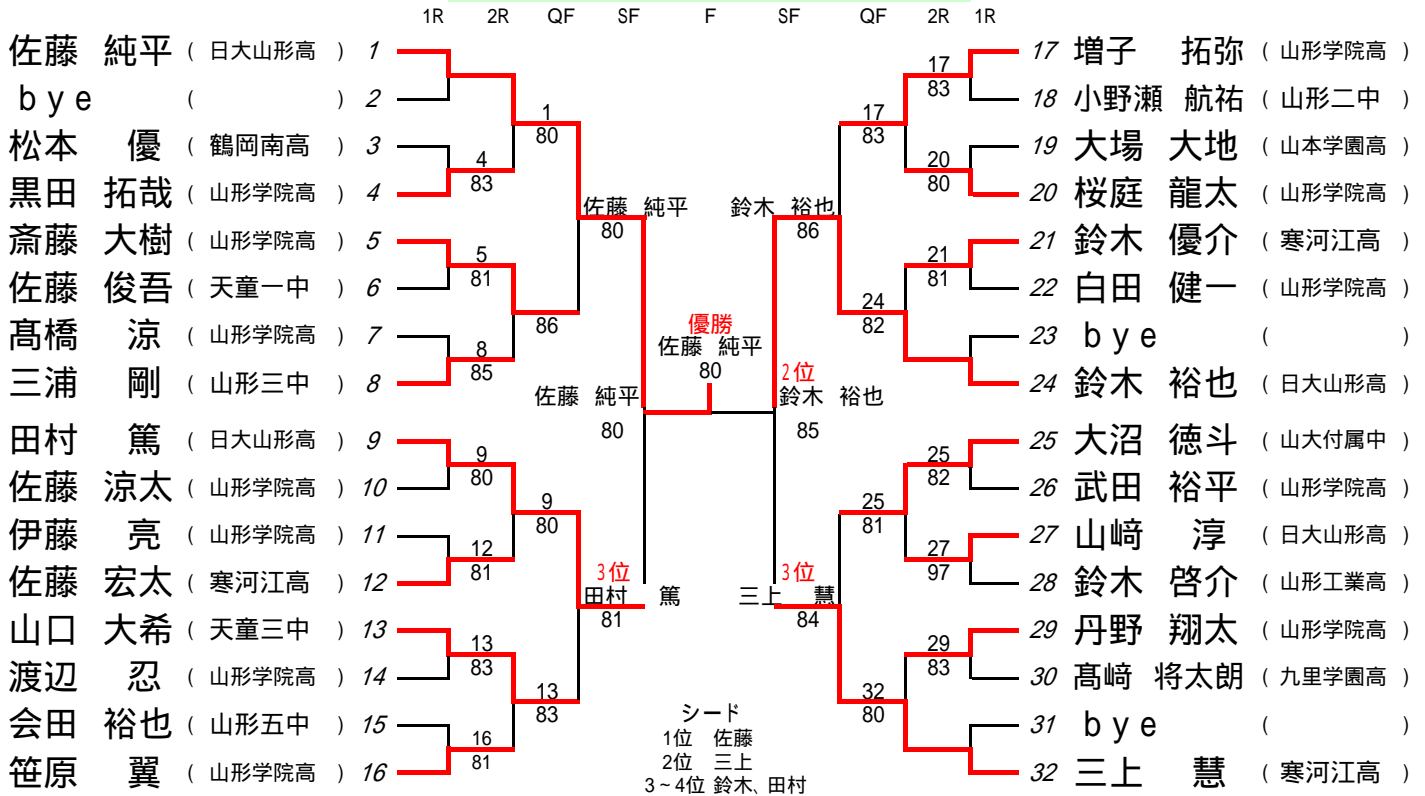 1R 2R QF SF F SF QF 2R 1R
佐藤 純平 ( 日大山形高 ) 1
bye ( ) 2
松本 優 ( 鶴岡南高 ) 3
黒田 拓哉 ( 山形学院高 ) 4
斎藤 大樹 ( 山形学院高 ) 5
佐藤 俊吾 ( 天童一中 ) 6
髙橋 涼 ( 山形学院高 ) 7
三浦 剛 ( 山形三中 ) 8
田村 篤 ( 日大山形高 ) 9
佐藤 涼太 ( 山形学院高 ) 10
伊藤 亮 ( 山形学院高 ) 11
佐藤 宏太 ( 寒河江高 ) 12
山口 大希 ( 天童三中 ) 13
渡辺 忍 ( 山形学院高 ) 14
会田 裕也 ( 山形五中 ) 15
笹原 翼 ( 山形学院高 ) 16
4
83
5
81
8
85
9
80
12
81
13
83
16
81
1
80
86
9
80
13
83
佐藤 純平
80
3位
田村 篤
81
佐藤 純平
80
優勝
佐藤 純平
80
2位
鈴木 裕也
85
鈴木 裕也
86
3位
三上 慧
84
17
83
24
82
25
81
32
80
17
83
20
80
21
81
25
82
27
97
29
83
17 増子 拓弥 ( 山形学院高 )
18 小野瀬 航祐 ( 山形二中 )
19 大場 大地 ( 山本学園高 )
20 桜庭 龍太 ( 山形学院高 )
21 鈴木 優介 ( 寒河江高 )
22 白田 健一 ( 山形学院高 )
23 bye ( )
24 鈴木 裕也 ( 日大山形高 )
25 大沼 徳斗 ( 山大付属中 )
26 武田 裕平 ( 山形学院高 )
27 山﨑 淳 ( 日大山形高 )
28 鈴木 啓介 ( 山形工業高 )
29 丹野 翔太 ( 山形学院高 )
30 髙﨑 将太朗 ( 九里学園高 )
31 bye ( )
32 三上 慧 ( 寒河江高 )
シード
1位 佐藤
2位 三上
3~4位 鈴木、田村